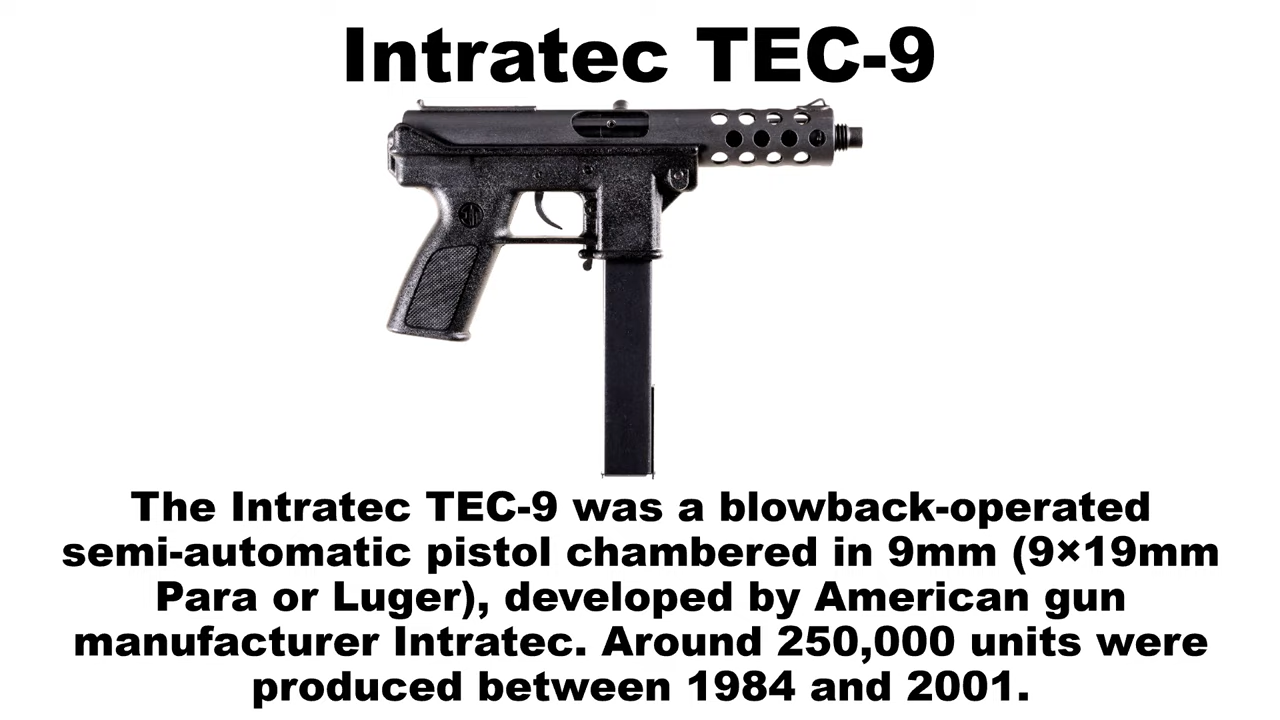 Intratec TEC-9
The Intratec TEC-9 was a blowback-operated
semi-automatic pistol chambered in 9mm (9×19mm
Para or Luger), developed by American gun
manufacturer Intratec. Around 250,000 units were
produced between 1984 and 2001.